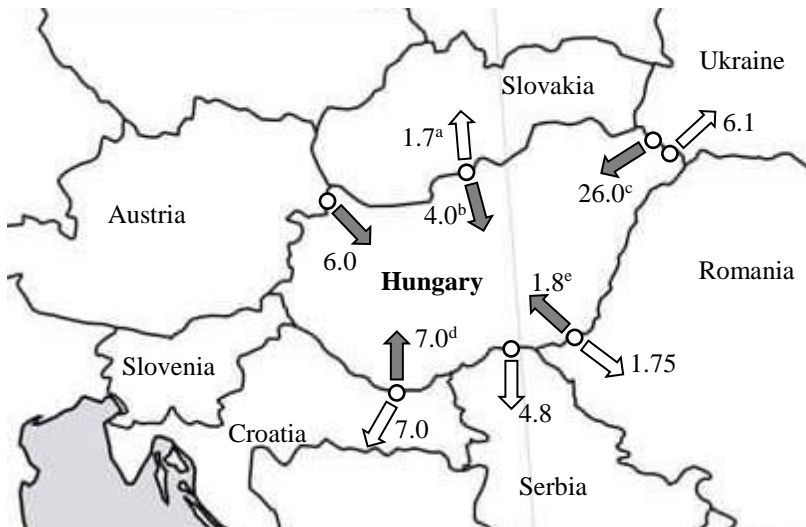 Ukraine
Slovakia
1.7ᵃ
6.1
26.0ᶜ
Austria
4.0ᵇ
6.0
Hungary
1.8ᵉ
Romania
7.0ᵈ
Slovenia
1.75
Croatia
7.0
4.8
Serbia